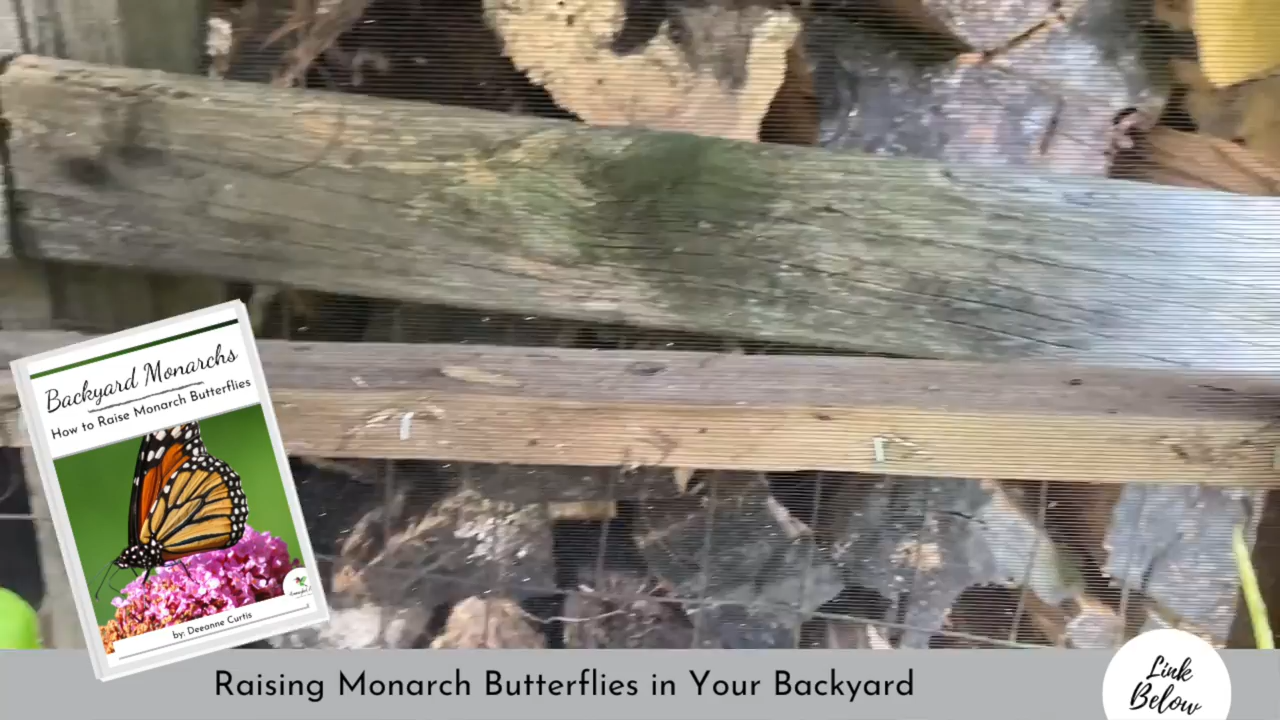 Backyard Monarchs
How to Raise Monarch Butterflies
by: Deeanne Curtis
Raising Monarch Butterflies in Your Backyard
Link
Below